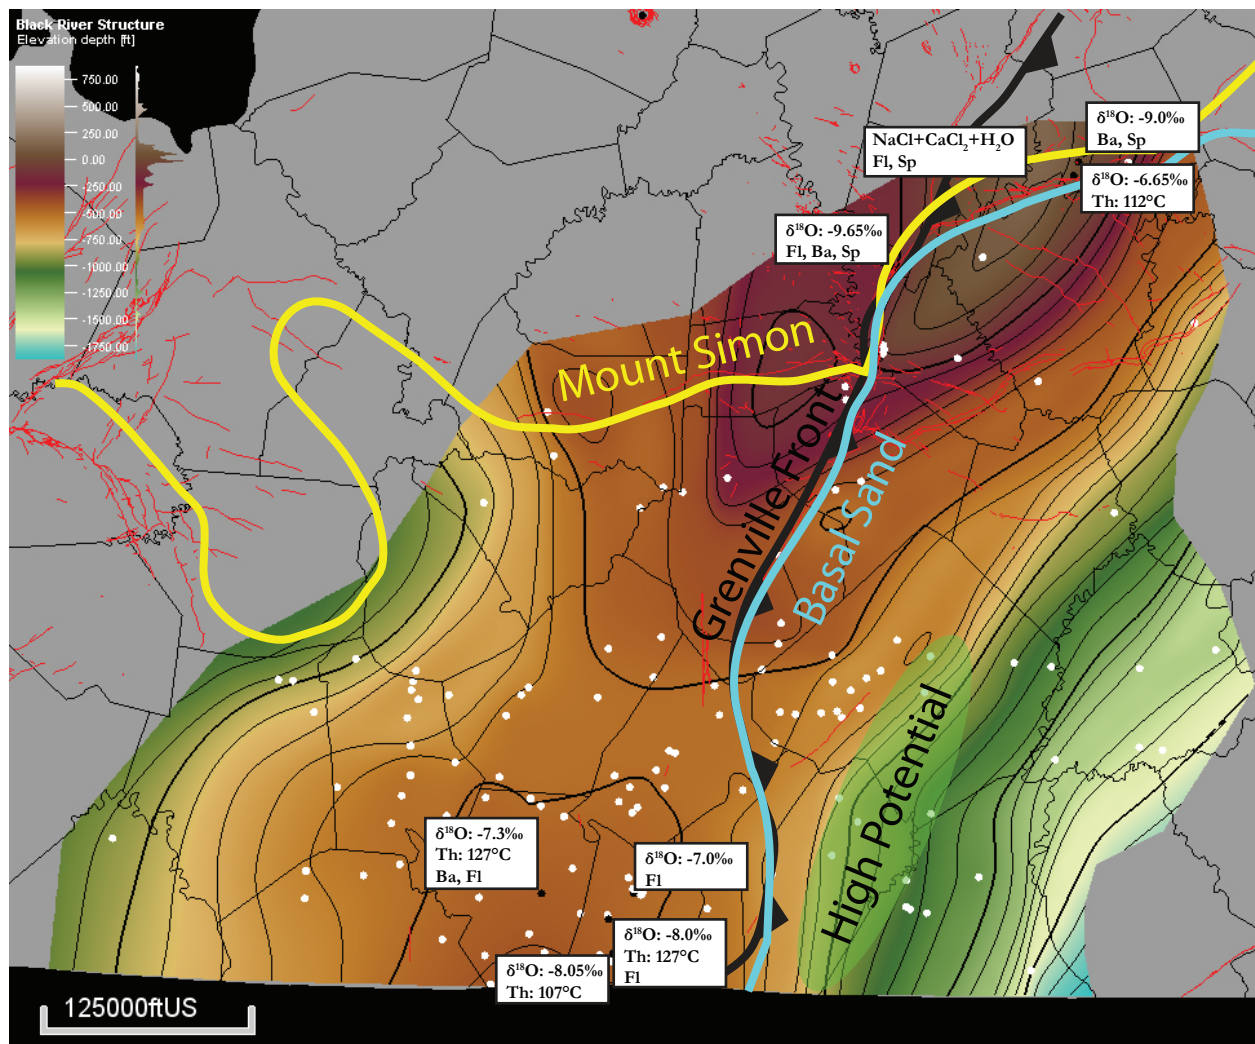 Black River Structure
Elevation depth [ft]
750.00
500.00
250.00
0.00
-250.00
-500.00
-750.00
-1000.00
-1250.00
-1500.00
-1750.00
NaCl+CaCl₂+H₂O
Fl, Sp
δ¹⁸O: -9.0‰
Ba, Sp
δ¹⁸O: -6.65‰
Th: 112°C
δ¹⁸O: -9.65‰
Fl, Ba, Sp
Mount Simon
Grenville Front
Basal Sand
High Potential
δ¹⁸O: -7.3‰
Th: 127°C
Ba, Fl
δ¹⁸O: -7.0‰
Fl
δ¹⁸O: -8.0‰
Th: 127°C
Fl
δ¹⁸O: -8.05‰
Th: 107°C
125000ftUS